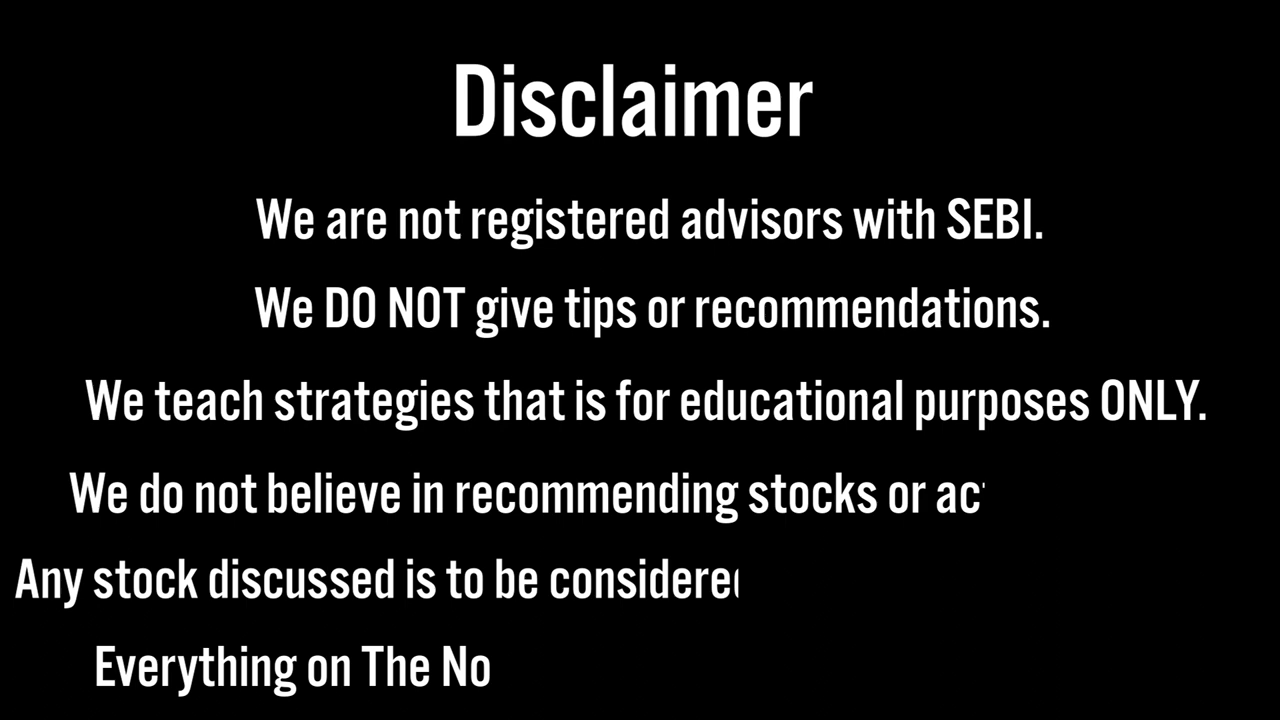 Disclaimer
We are not registered advisors with SEBI.
We DO NOT give tips or recommendations.
We teach strategies that is for educational purposes ONLY.
We do not believe in recommending stocks or
Any stock discussed is to be
Everything on The No